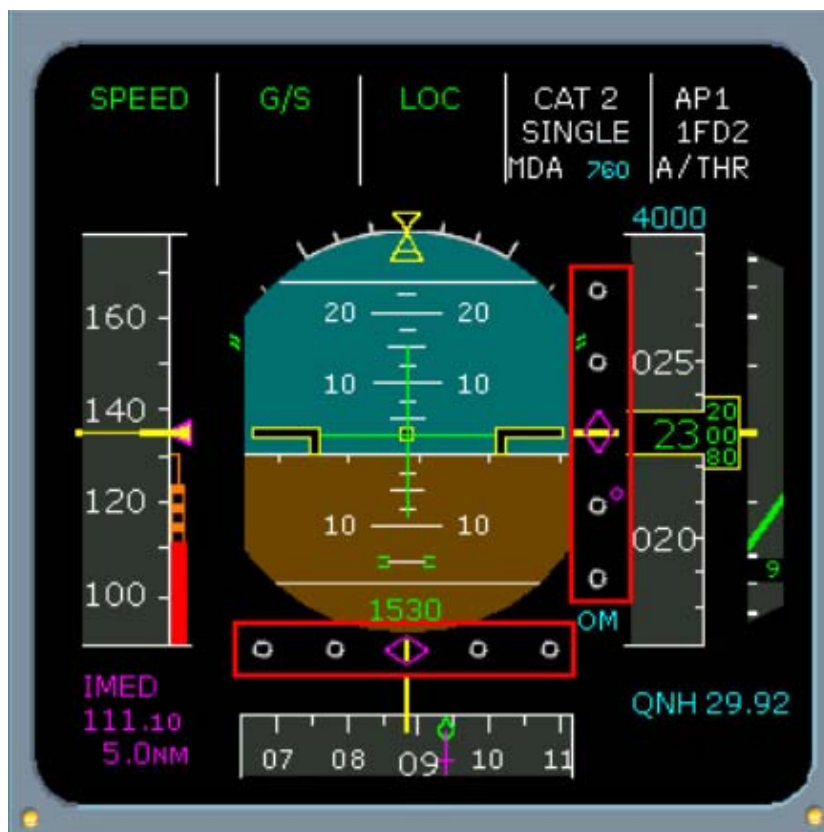 SPEED G/S LOC CAT 2 AP1
SINGLE 1FD2
MDA 760 A/THR
4000
160
20 20
025
140
10 10
23
20
00
80
120
10 10
020
9
100
1530
OM
IMED
111.10
5.0NM
QNH 29.92
07 08 09 10 11